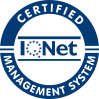 CERTIFIED
IQNet
MANAGEMENT SYSTEM